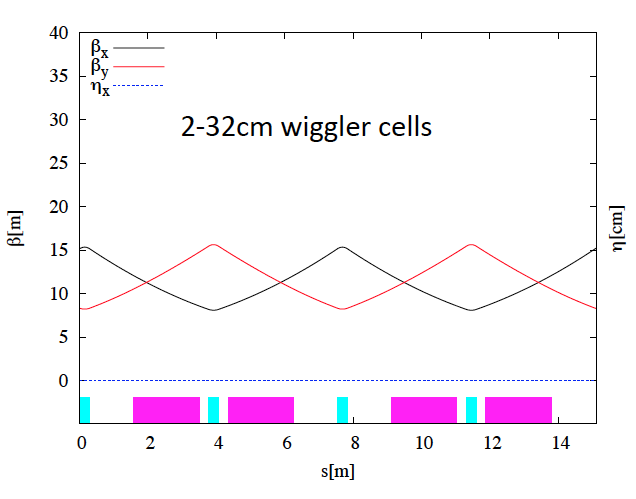 40
35
30
25
20
15
10
5
0
βx
βy
ηx
2-32cm wiggler cells
β[m]
η[cm]
0 2 4 6 8 10 12 14
s[m]